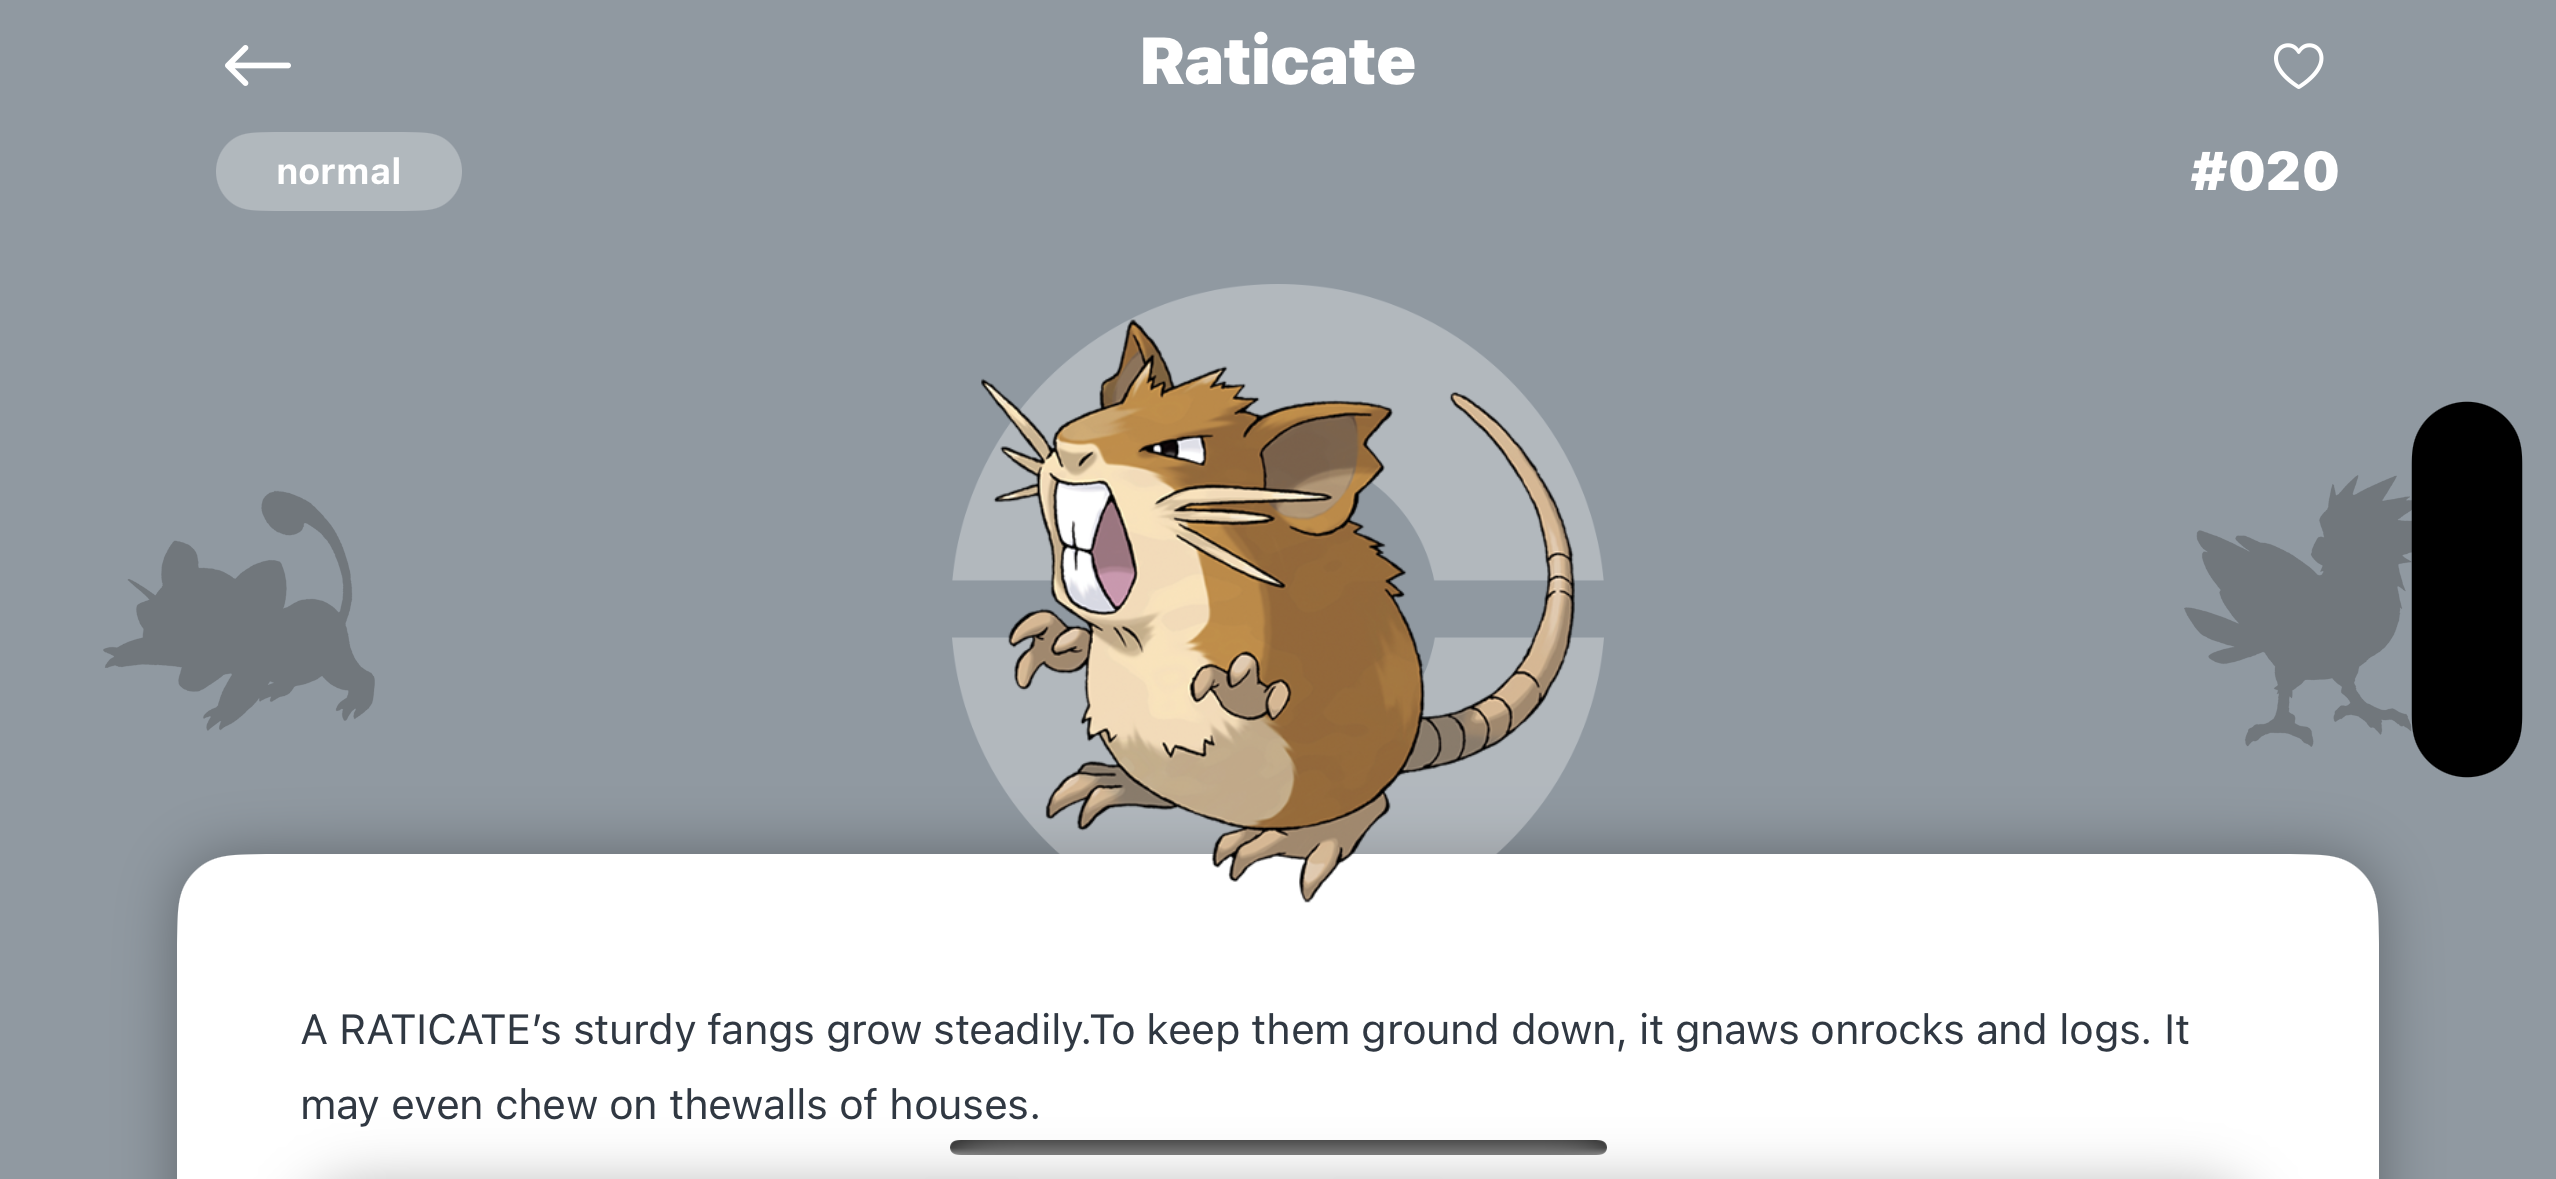 Raticate
normal
#020
A RATICATE’s sturdy fangs grow steadily.To keep them ground down, it gnaws onrocks and logs. It
may even chew on thewalls of houses.